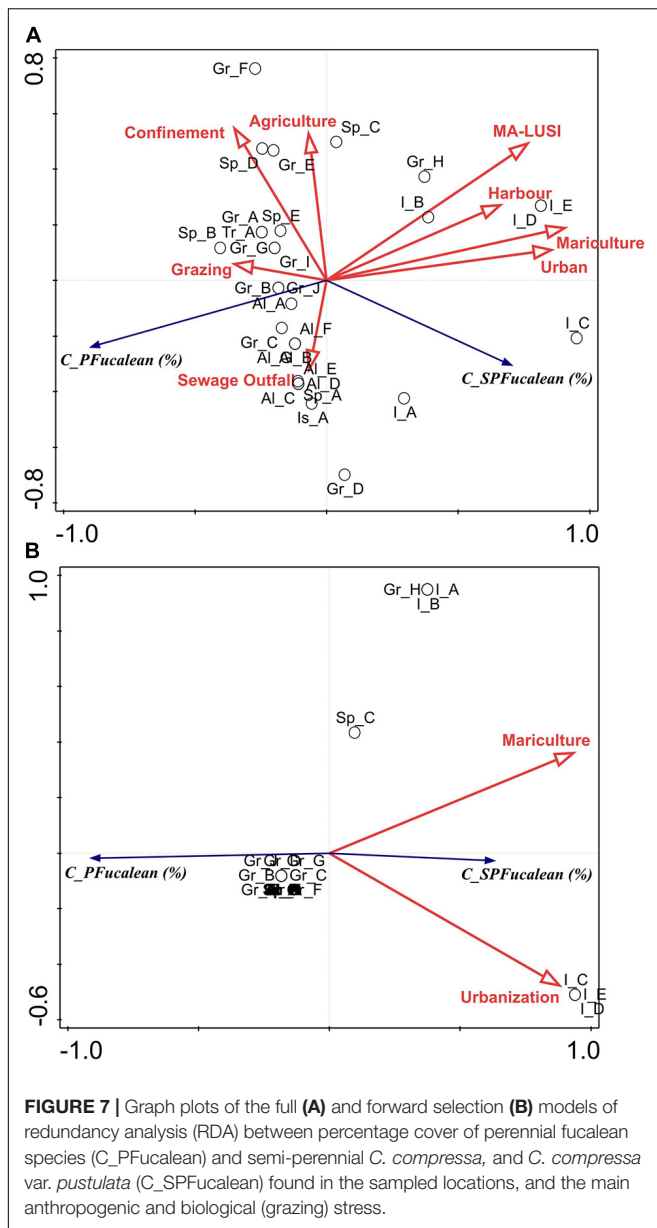 A
0.8
Gr_F
Confinement
Agriculture
Sp_C
MA-LUSI
Sp_D
Gr_E
Gr_H
Harbour
I_B
I_E
I_D
Gr_A
Sp_E
Sp_B
Tr_A
Gr_G
Mariculture
Grazing
Gr_I
Urban
Gr_B
Gr_J
Al_A
I_C
Al_F
C_PFucalean (%)
Gr_C
C_SPFucalean (%)
Al_E
Sewage Outfall
Al_D
Al_C
Sp_A
Is_A
I_A
Gr_D
-0.8
-1.0
1.0
B
1.0
Gr_H
I_A
I_B
Sp_C
Mariculture
Gr_G
C_PFucalean (%)
Gr_B
Gr_C
C_SPFucalean (%)
I_C
Urbanization
I_E
I_D
-0.6
-1.0
1.0
FIGURE 7 | Graph plots of the full (A) and forward selection (B) models of
redundancy analysis (RDA) between percentage cover of perennial fucalean
species (C_PFucalean) and semi-perennial C. compressa, and C. compressa
var. pustulata (C_SPFucalean) found in the sampled locations, and the main
anthropogenic and biological (grazing) stress.